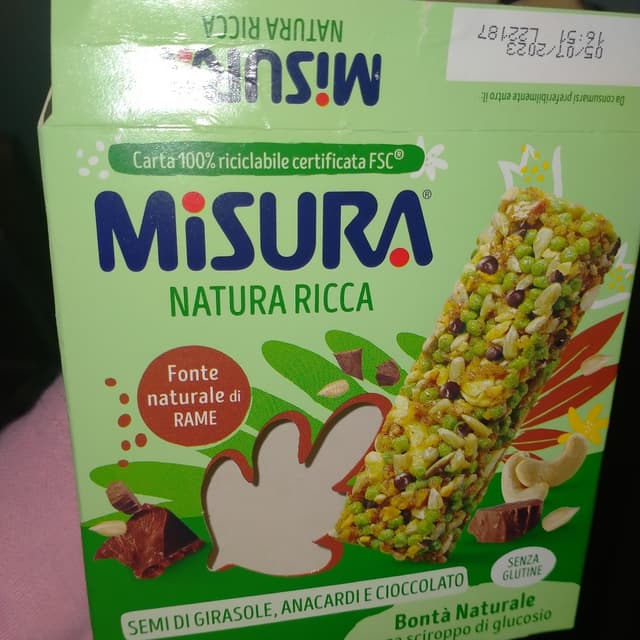 NATURA RICCA
MiSURA
Da consumarsi preferibilmente entro il:
05/07/2023
16:51 L22187
Carta 100% riciclabile certificata FSC®
MiSURA®
NATURA RICCA
Fonte
naturale di
RAME
SENZA
GLUTINE
SEMI DI GIRASOLE, ANACARDI E CIOCCOLATO
Bontà Naturale
sciroppo di glucosio